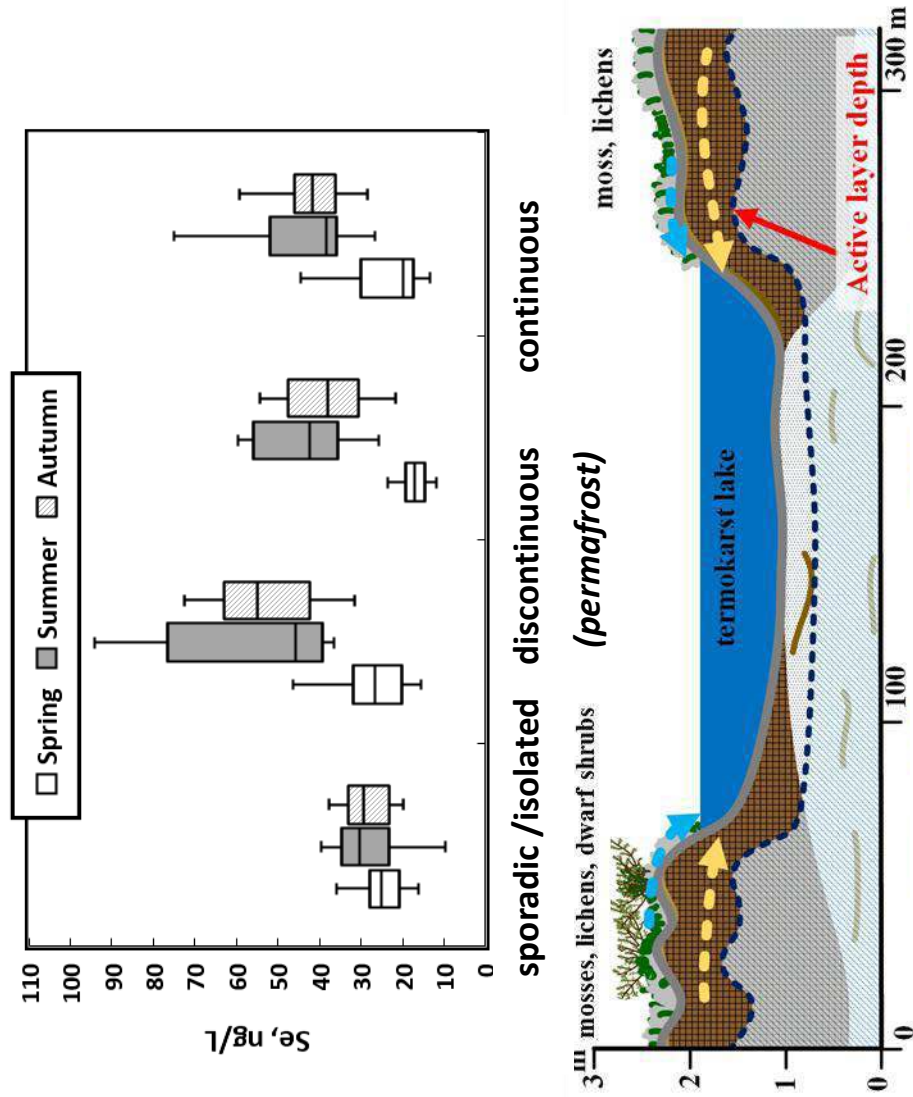 Spring Summer Autumn
Se, ng/L
110
100
90
80
70
60
50
40
30
20
10
0
sporadic /isolated discontinuous continuous
(permafrost)
3 m
2
1
0
mosses, lichens, dwarf shrubs
moss, lichens
termokarst lake
Active layer depth
0 100 200 300 m